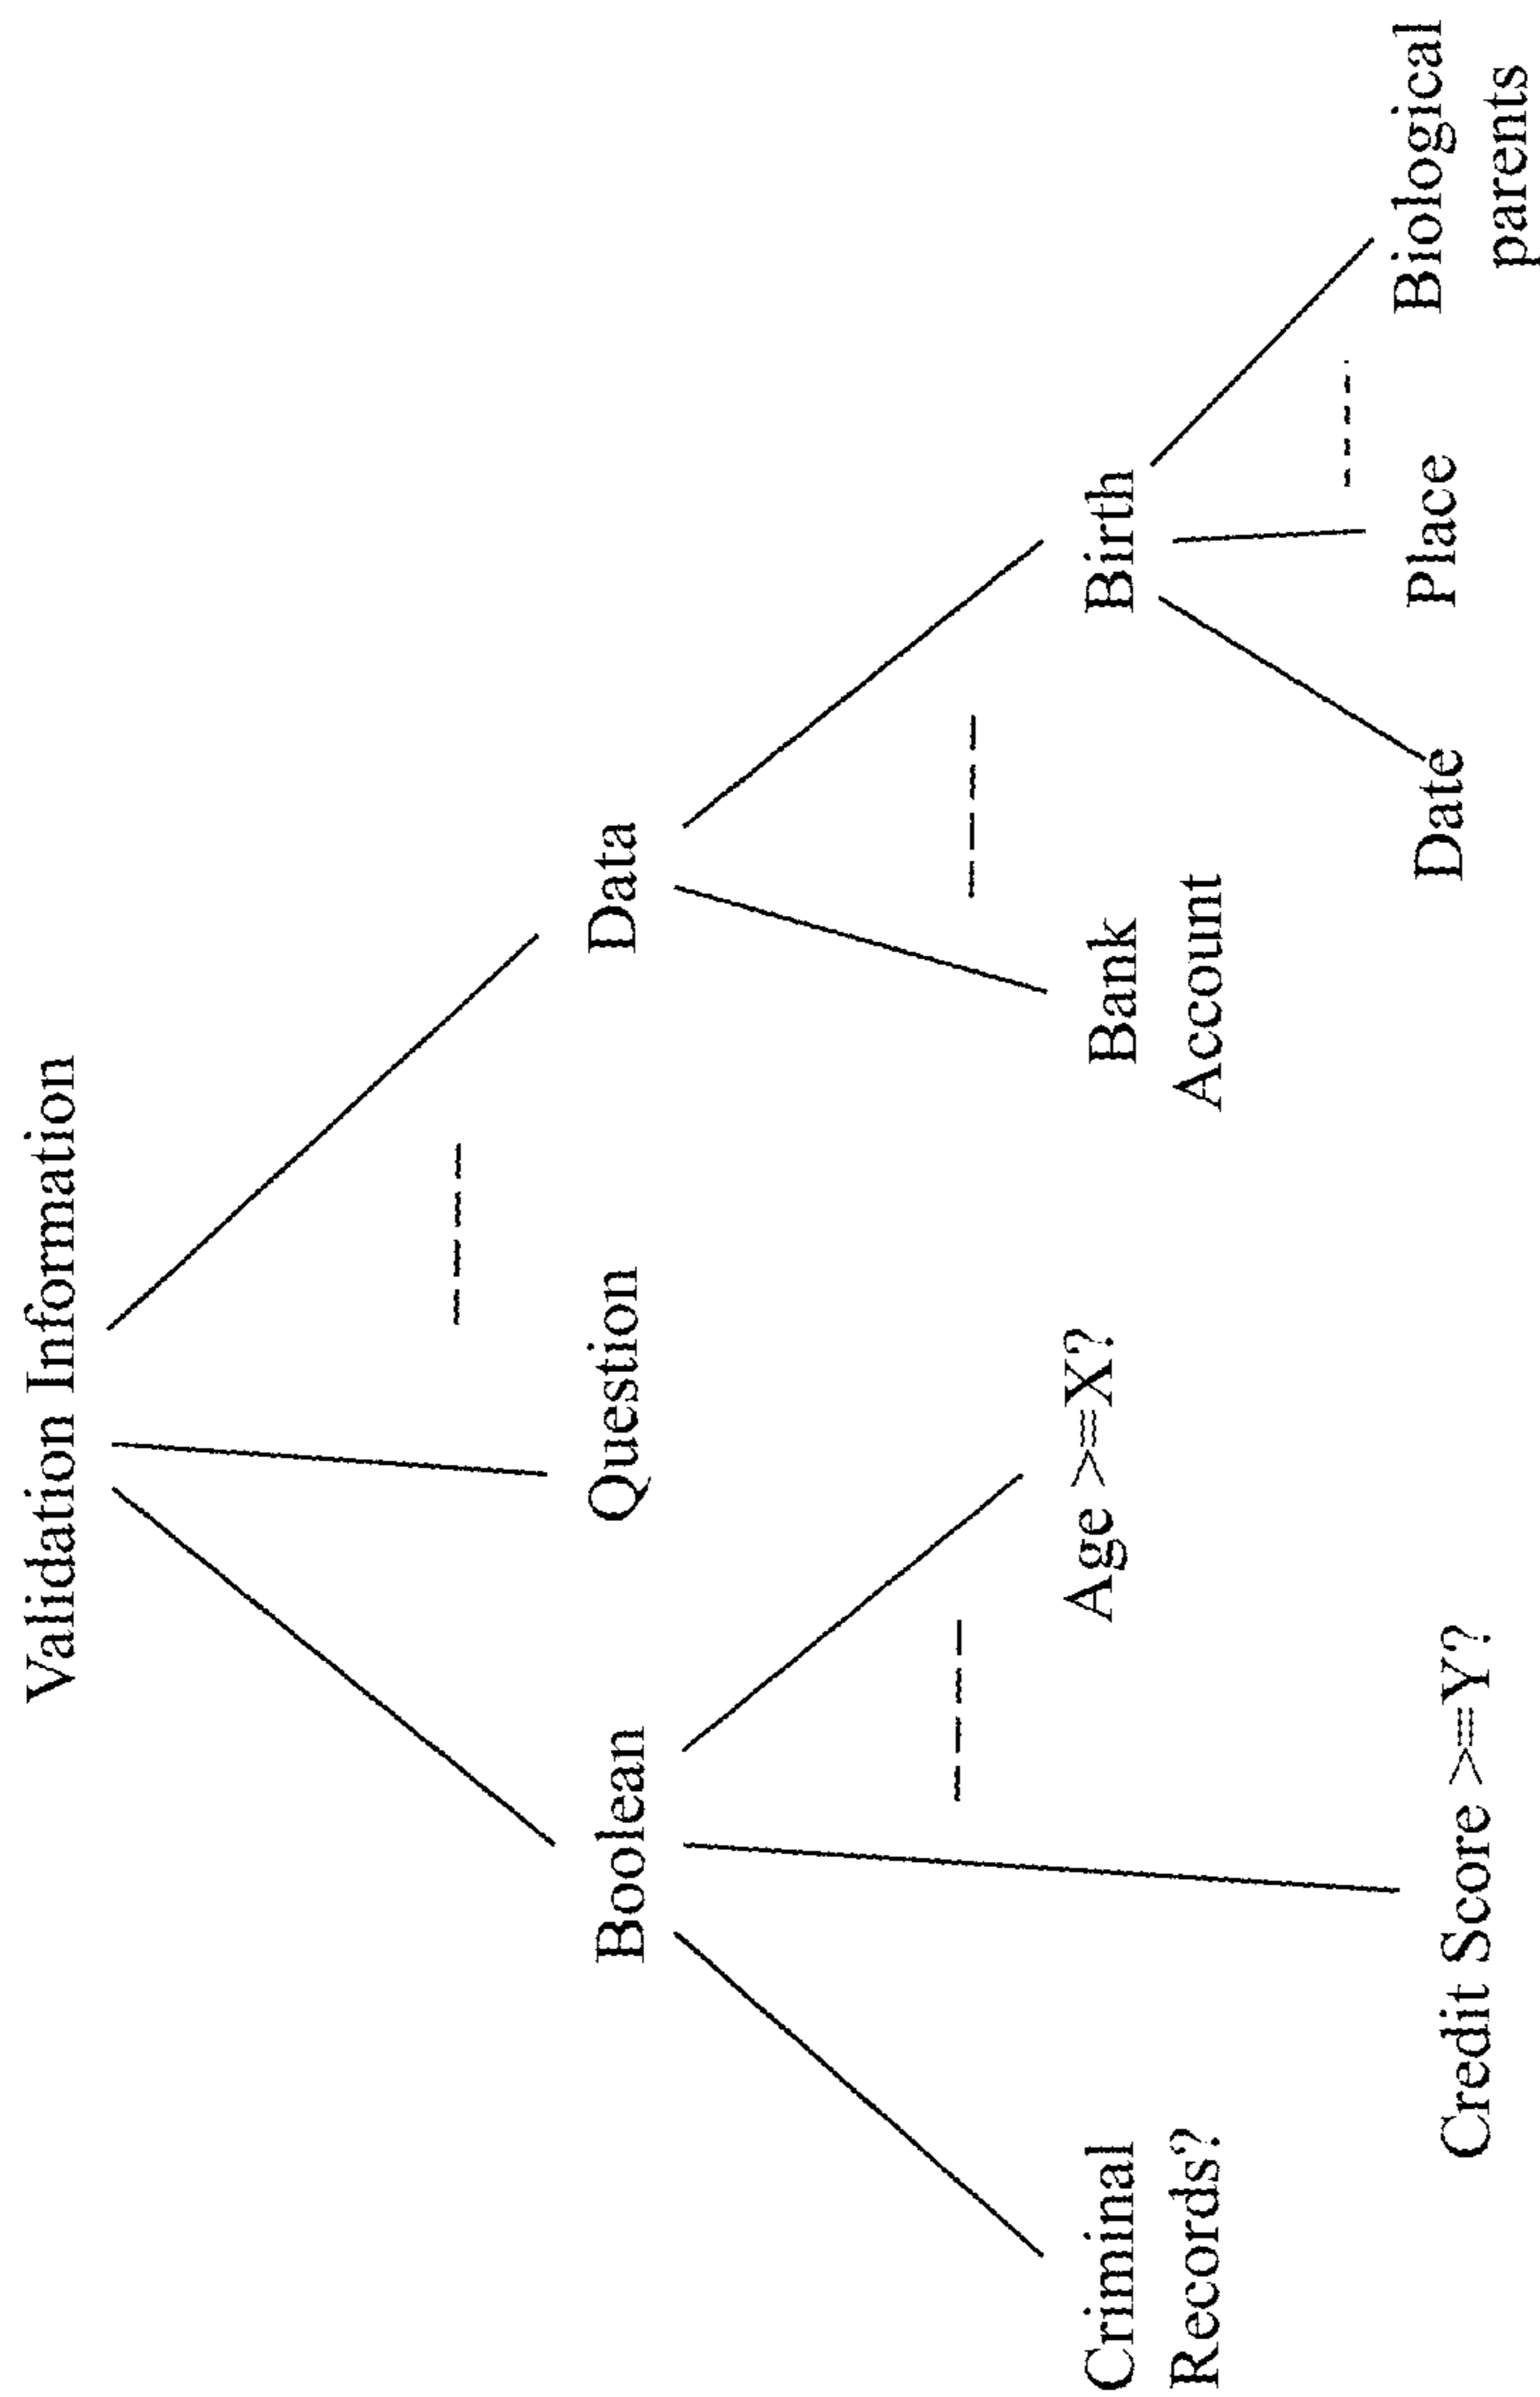 Validation Information
Boolean
Question
Data
Criminal
Records?
Credit Score >=Y?
Age >=X?
Bank
Account
Birth
Date
Place
Biological
parents